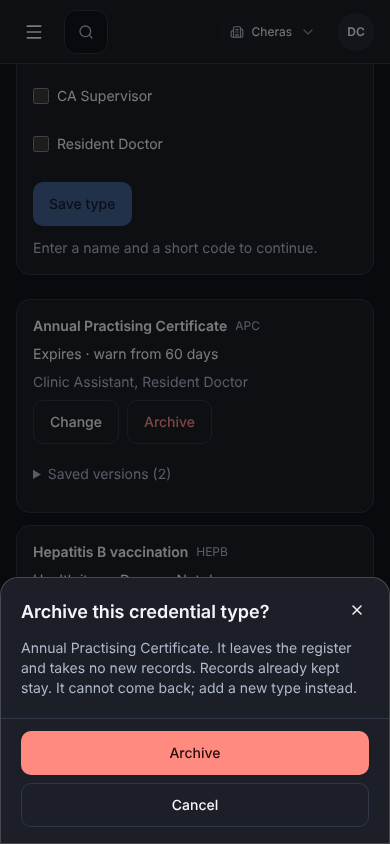 Cheras
DC
CA Supervisor
Resident Doctor
Save type
Enter a name and a short code to continue.
Annual Practising Certificate APC
Expires · warn from 60 days
Clinic Assistant, Resident Doctor
Change
Archive
Saved versions (2)
Hepatitis B vaccination HEPB
Archive this credential type?
Annual Practising Certificate. It leaves the register
and takes no new records. Records already kept
stay. It cannot come back; add a new type instead.
Archive
Cancel